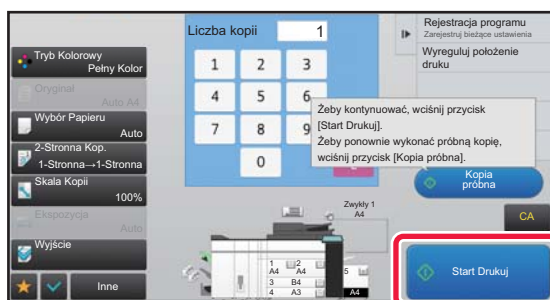 Liczba kopii
1
Rejestracja programu
Zarejestruj bieżące ustawienia
Wyreguluj położenie
druku
Tryb Kolorowy
Pełny Kolor
Oryginał
Auto A4
Wybór Papieru
Auto
2-Stronna Kop.
1-Stronna→1-Stronna
Skala Kopii
100%
Ekspozycja
Auto
Wyjście
Inne
1 2 3
4 5 6
7 8 9
0
Żeby kontynuować, wciśnij przycisk
[Start Drukuj].
Żeby ponownie wykonać próbną kopię,
wciśnij przycisk [Kopia próbna].
Kopia
próbna
Zwykły 1
A4
CA
1 2
A4 A4
3 B4
4 A3
5
A4
Start Drukuj